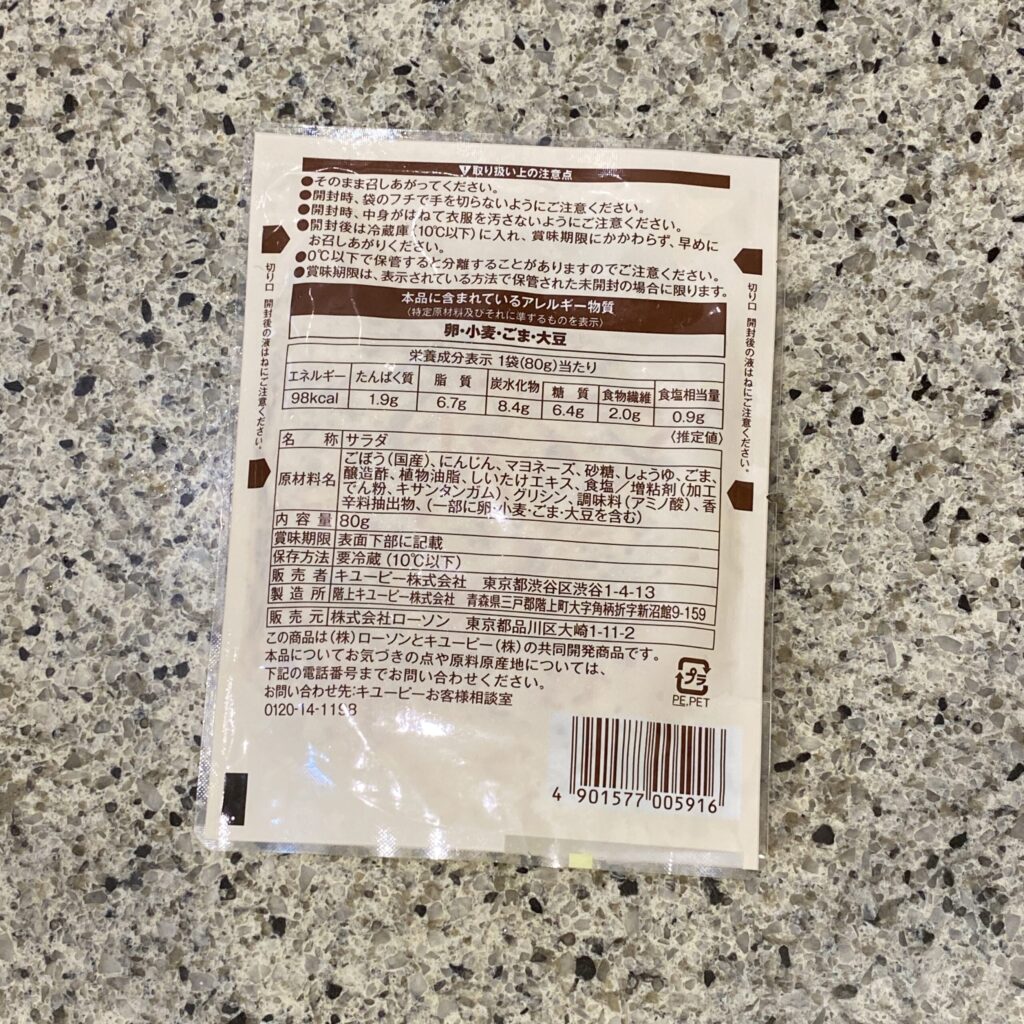 取り扱い上の注意点
●そのまま召しあがってください。
●開封時、袋のフチで手を切らないようにご注意ください。
●開封時、中身がはねて衣服を汚さないようにご注意ください。
●開封後は冷蔵庫(10℃以下)に入れ、賞味期限にかかわらず、早めに
お召しあがりください。
●0℃以下で保管すると分離することがありますのでご注意ください。
●賞味期限は、表示されている方法で保管された未開封の場合に限ります。
切り口 開封後の液はねにご注意ください。
切り口 開封後の液はねにご注意ください。
本品に含まれているアレルギー物質
〈特定原材料及びそれに準ずるものを表示〉
卵・小麦・ごま・大豆
栄養成分表示 1袋(80g)当たり
エネルギー たんぱく質 脂質 炭水化物 糖質 食物繊維 食塩相当量
98kcal 1.9g 6.7g 8.4g 6.4g 2.0g 0.9g
〈推定値〉
名称 サラダ
原材料名 ごぼう(国産)、にんじん、マヨネーズ、砂糖、しょうゆ、ごま、
醸造酢、植物油脂、しいたけエキス、食塩/増粘剤(加工
でん粉、キサンタンガム)、グリシン、調味料(アミノ酸)、香
辛料抽出物、(一部に卵・小麦・ごま・大豆を含む)
内容量 80g
賞味期限 表面下部に記載
保存方法 要冷蔵(10℃以下)
販売者 キユーピー株式会社 東京都渋谷区渋谷1-4-13
製造所 階上キユーピー株式会社 青森県三戸郡階上町大字角柄折字新沼館9-159
販売元 株式会社ローソン 東京都品川区大崎1-11-2
この商品は(株)ローソンとキユーピー(株)の共同開発商品です。
本品についてお気づきの点や原料原産地については、
下記の電話番号までお問い合わせください。
お問い合わせ先:キユーピーお客様相談室
0120-14-1198
プラ
PE,PET
4 901577 005916